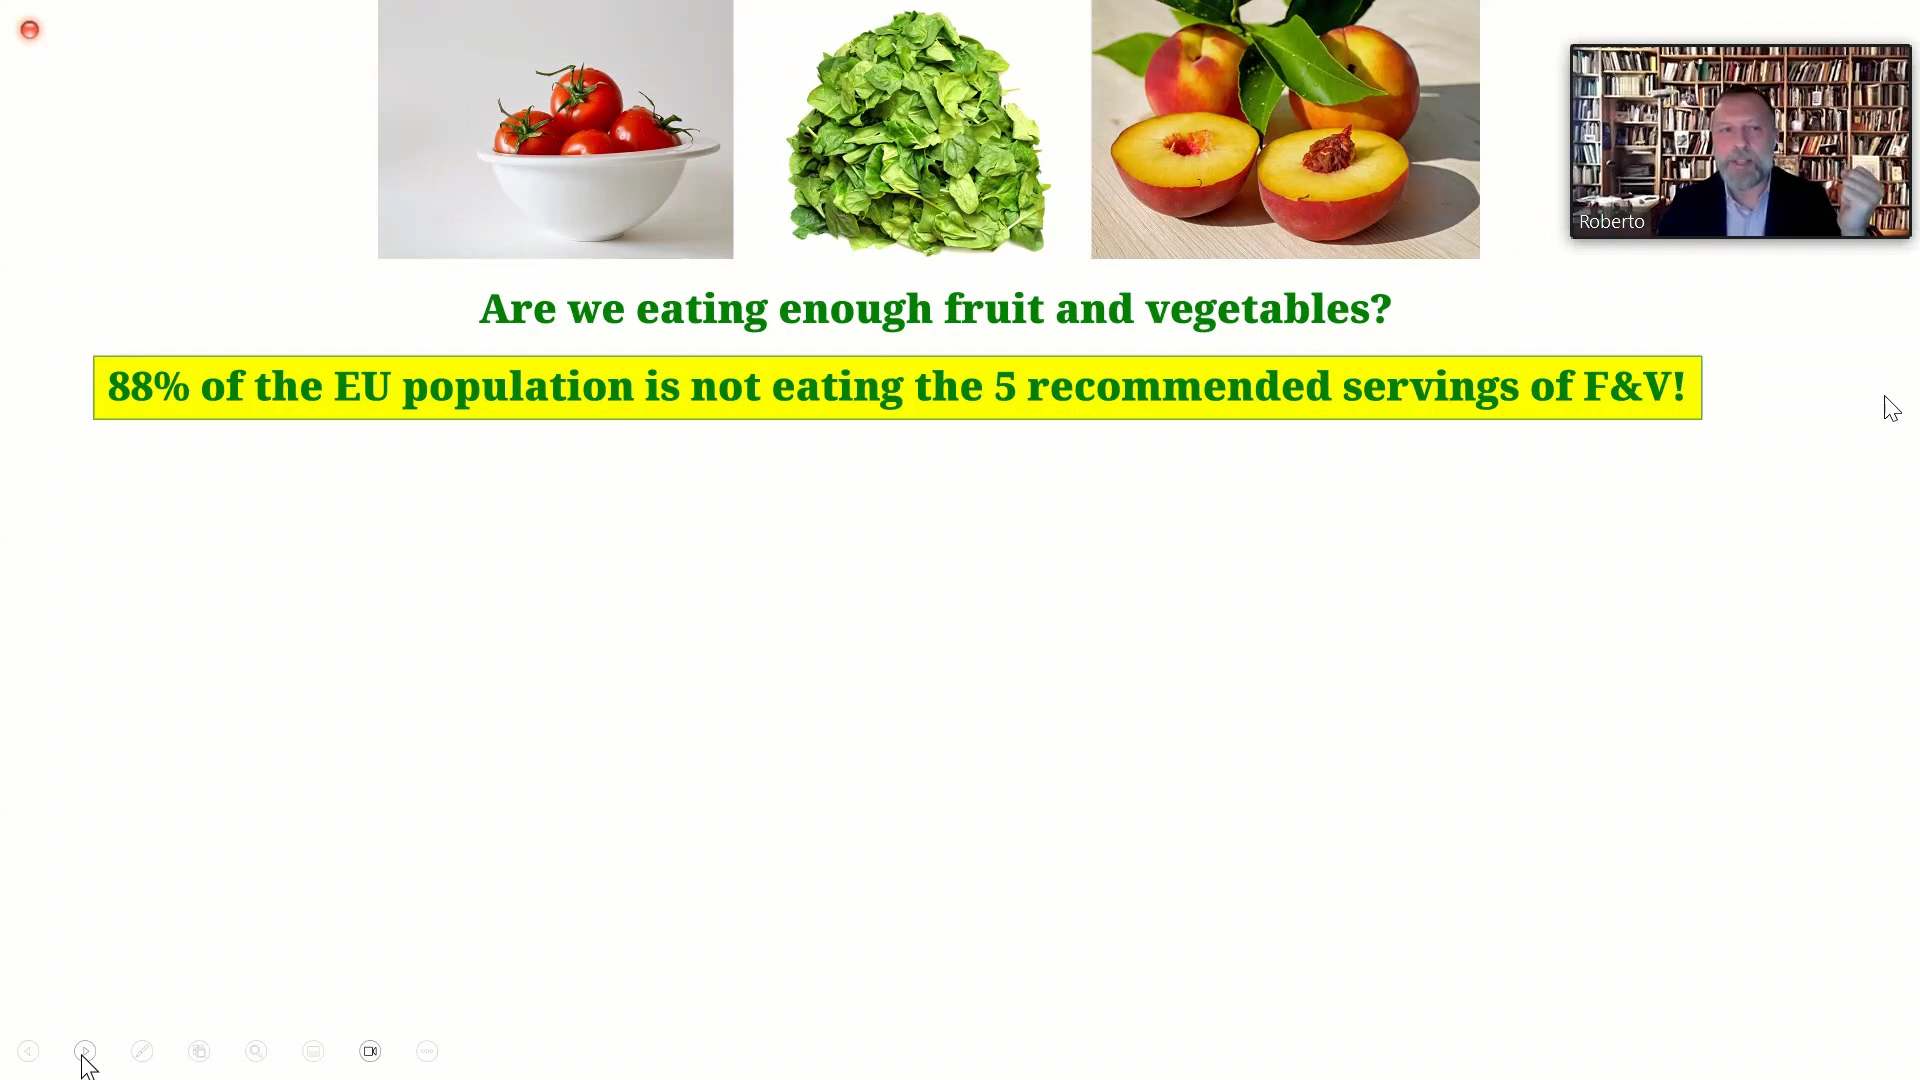 Roberto
Are we eating enough fruit and vegetables?
88% of the EU population is not eating the 5 recommended servings of F&V!